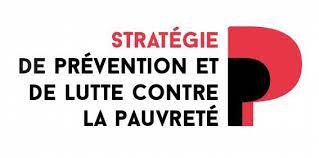 STRATÉGIE
DE PRÉVENTION ET
DE LUTTE CONTRE
LA PAUVRETÉ